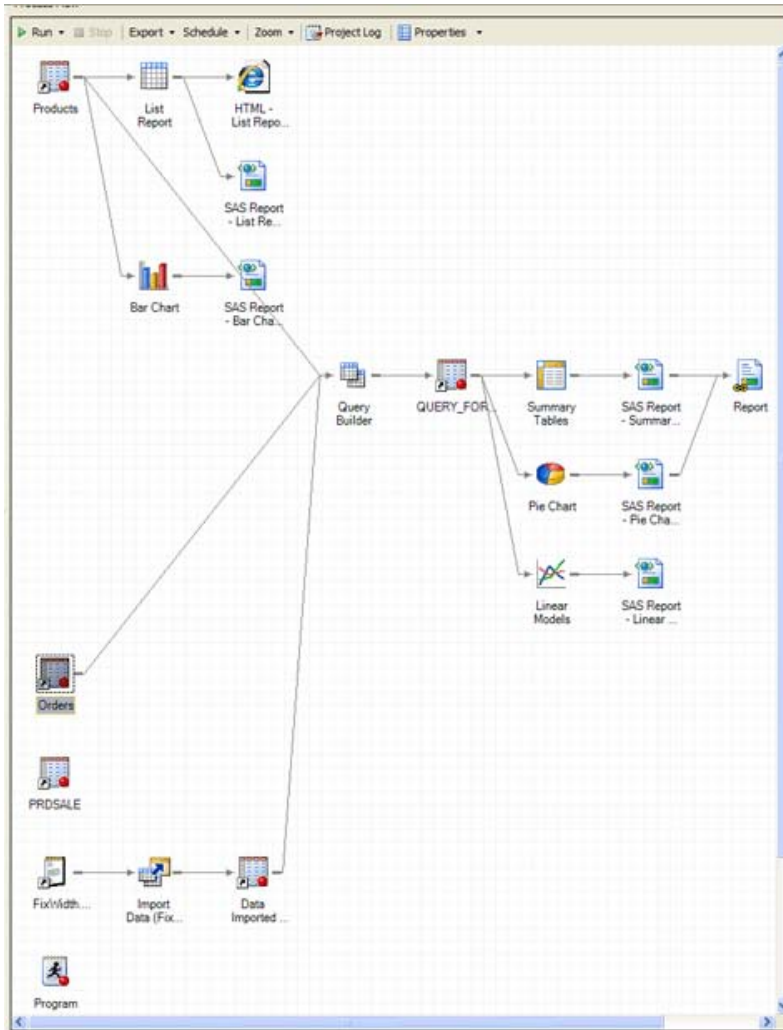 Run Stop Export Schedule Zoom Project Log Properties
Products
List
Report
HTML -
List Repo...
SAS Report
- List Re...
Bar Chart
SAS Report
- Bar Cha...
Query
Builder
QUERY_FOR...
Summary
Tables
SAS Report
- Summar...
Report
Pie Chart
SAS Report
- Pie Cha...
Linear
Models
SAS Report
- Linear ...
Orders
PRDSALE
FixWidth....
Import
Data (Fix...
Data
Imported ...
Program